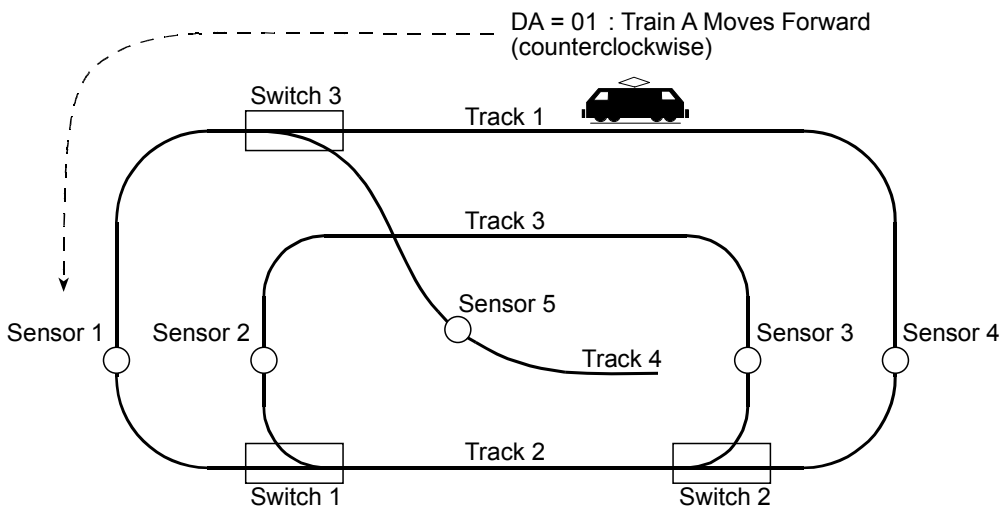 DA = 01 : Train A Moves Forward
(counterclockwise)
Switch 3
Track 1
Track 3
Sensor 5
Sensor 1
Sensor 2
Sensor 3
Sensor 4
Track 4
Track 2
Switch 1
Switch 2